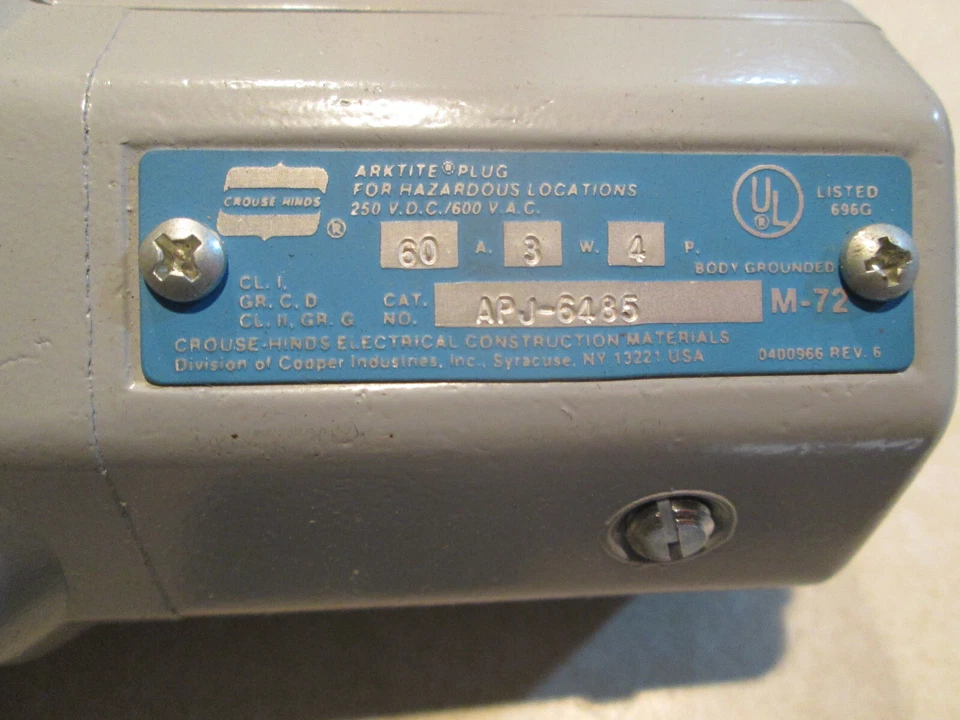 CROUSE HINDS ®
ARKTITE ® PLUG
FOR HAZARDOUS LOCATIONS
250 V.D.C./600 V.A.C.
UL ®
LISTED
696G
60 A. 3 W. 4 P.
BODY GROUNDED
CL. I,
GR. C, D
CL. II, GR. G
CAT. NO. APJ-6485 M-72
CROUSE-HINDS ELECTRICAL CONSTRUCTION MATERIALS
Division of Cooper Industries, Inc., Syracuse, NY 13221 USA
0400966 REV. 6